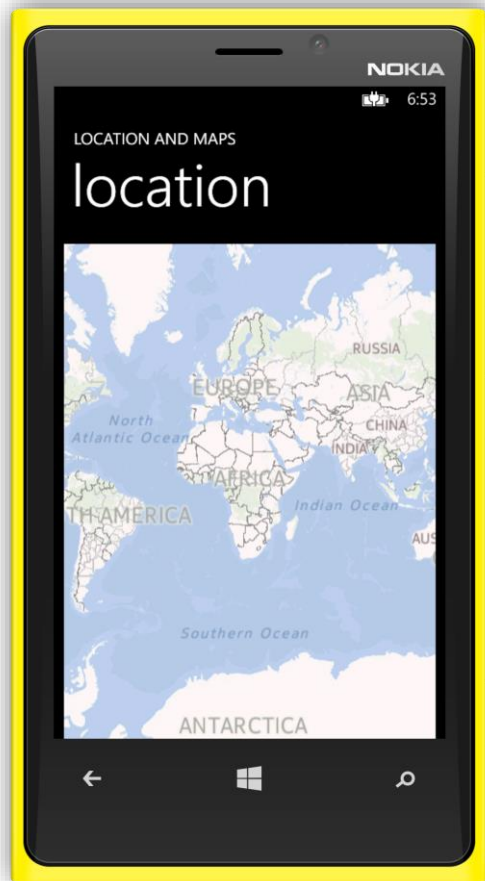 NOKIA
6:53
LOCATION AND MAPS
location
RUSSIA
EUROPE
ASIA
CHINA
North
Atlantic Ocean
INDIA
AFRICA
Indian Ocean
TH AMERICA
AUS
Southern Ocean
ANTARCTICA